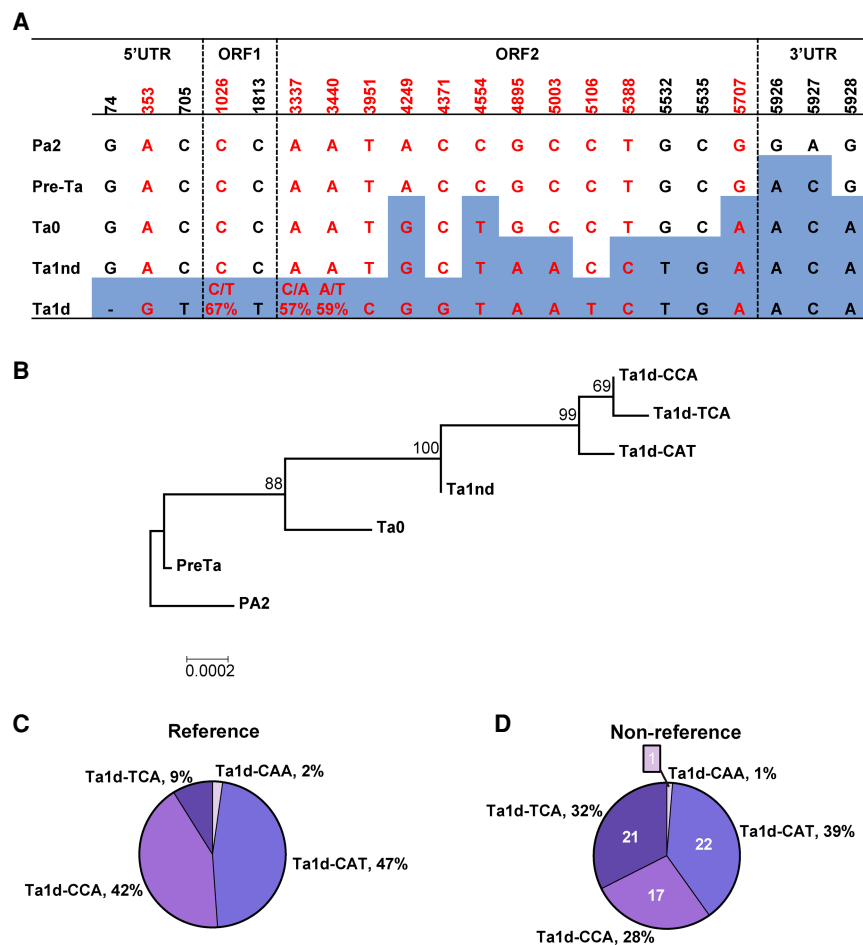 A
5'UTR ORF1 ORF2 3'UTR
74 353 705 1026 1813 3337 3440 3951 4249 4371 4554 4895 5003 5106 5388 5532 5535 5707 5926 5927 5928
Pa2 G A C C C A A T A C C G C C T G C G G A G
Pre-Ta G A C C C A A T A C C G C C T G C G A C G
Ta0 G A C C C A A T G C T G C C T G C A A C A
Ta1nd G A C C C A A T G C T A A C C T G A A C A
C/T C/A A/T
Ta1d - G T 67% T 57% 59% C G G T A A T C T G A A C A
B
69 Ta1d-CCA
99 Ta1d-TCA
100 Ta1d-CAT
88 Ta1nd
Ta0
PreTa
PA2
0.0002
C
Reference
Ta1d-TCA, 9%
Ta1d-CAA, 2%
Ta1d-CAT, 47%
Ta1d-CCA, 42%
D
Non-reference
1
Ta1d-CAA, 1%
Ta1d-TCA, 32%
Ta1d-CAT, 39%
21
22
17
Ta1d-CCA, 28%